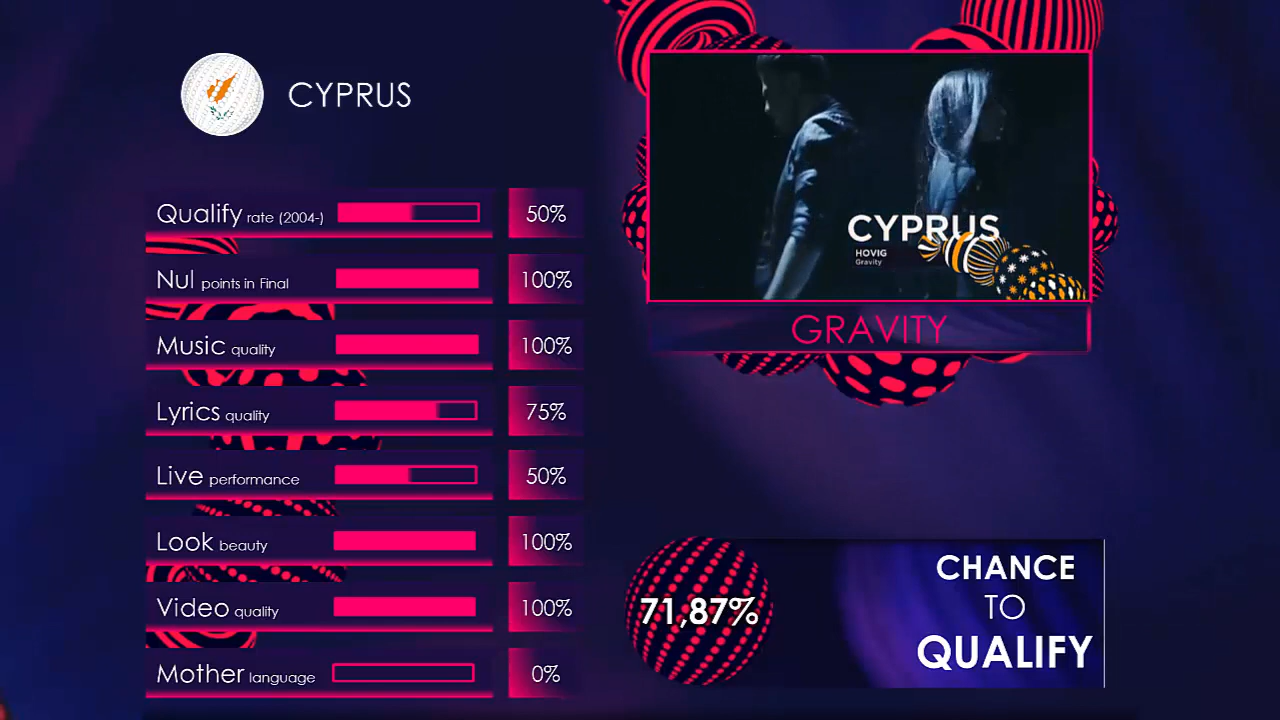 CYPRUS
Qualify rate (2004-) 50%
Nul points in Final 100%
Music quality 100%
Lyrics quality 75%
Live performance 50%
Look beauty 100%
Video quality 100%
Mother language 0%
CYPRUS
HOVIG
Gravity
GRAVITY
71,87%
CHANCE
TO
QUALIFY